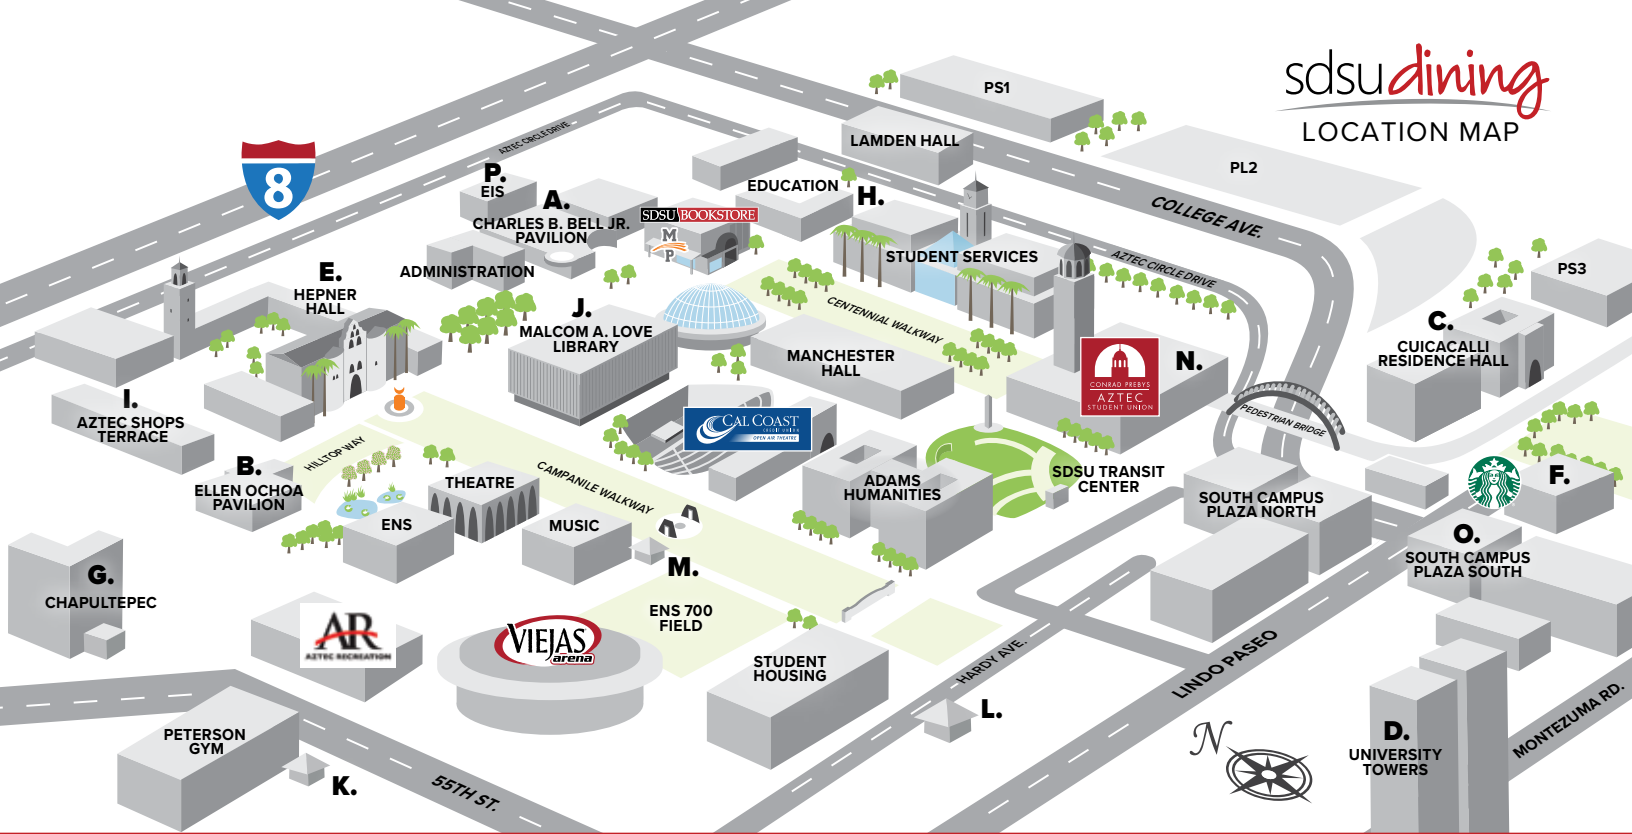 sdsudining
LOCATION MAP
PS1
LAMDEN HALL
PL2
AZTEC CIRCLE DRIVE
8
P.
EIS
A.
CHARLES B. BELL JR.
PAVILION
SDSU BOOKSTORE
M
P
EDUCATION
H.
STUDENT SERVICES
COLLEGE AVE.
AZTEC CIRCLE DRIVE
PS3
ADMINISTRATION
E.
HEPNER
HALL
J.
MALCOM A. LOVE
LIBRARY
CENTENNIAL WALKWAY
MANCHESTER
HALL
C.
CUICACALLI
RESIDENCE HALL
N.
CONRAD PREBYS
AZTEC
STUDENT UNION
PEDESTRIAN BRIDGE
I.
AZTEC SHOPS
TERRACE
CAL COAST
CREDIT UNION
OPEN AIR THEATRE
HILLTOP WAY
B.
ELLEN OCHOA
PAVILION
THEATRE
CAMPANILE WALKWAY
ADAMS
HUMANITIES
SDSU TRANSIT
CENTER
SOUTH CAMPUS
PLAZA NORTH
F.
O.
SOUTH CAMPUS
PLAZA SOUTH
ENS
MUSIC
M.
G.
CHAPULTEPEC
AR
AZTEC RECREATION
VIEJAS
arena
ENS 700
FIELD
STUDENT
HOUSING
HARDY AVE.
LINDO PASEO
L.
N
D.
UNIVERSITY
TOWERS
MONTEZUMA RD.
PETERSON
GYM
K.
55TH ST.